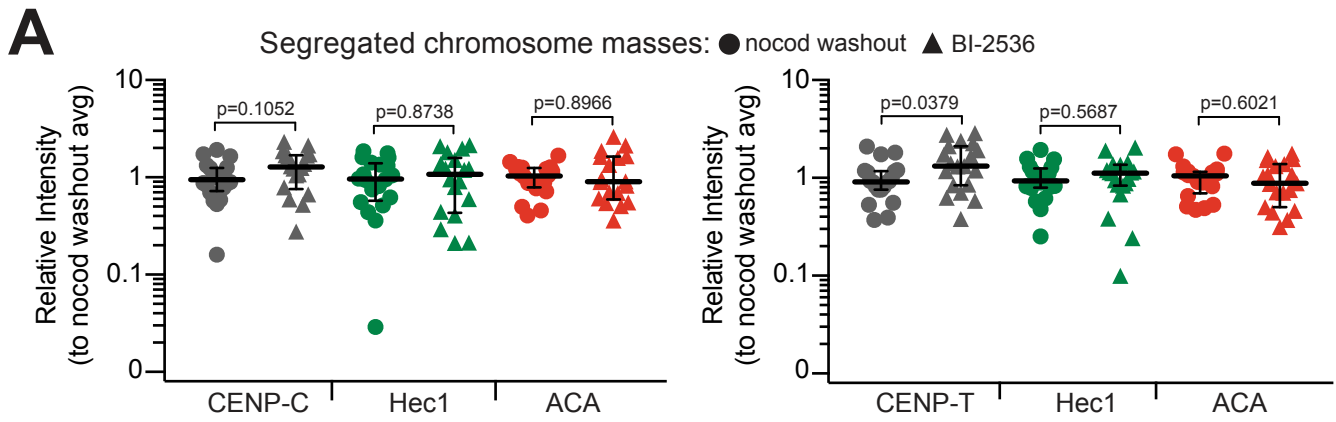 A
Segregated chromosome masses: ● nocod washout ▲ BI-2536
Relative Intensity
(to nocod washout avg)
10
1
0.1
0
p=0.1052
p=0.8738
p=0.8966
CENP-C
Hec1
ACA
Relative Intensity
(to nocod washout avg)
10
1
0.1
0
p=0.0379
p=0.5687
p=0.6021
CENP-T
Hec1
ACA